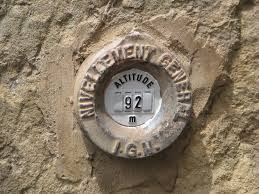 NIVELLEMENT GENERAL
ALTITUDE
92
m
I.G.N.